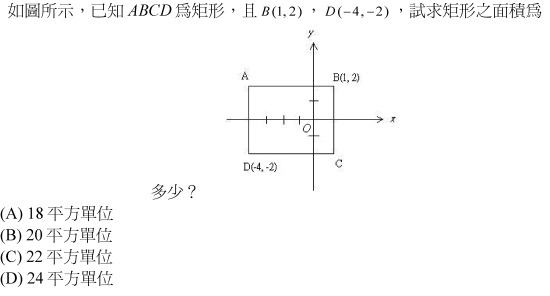 如圖所示，已知 ABCD 為矩形，且 B(1, 2)，D(−4, −2)，試求矩形之面積為
y
A
B(1, 2)
O
x
D(-4, -2)
C
多少？
(A) 18 平方單位
(B) 20 平方單位
(C) 22 平方單位
(D) 24 平方單位